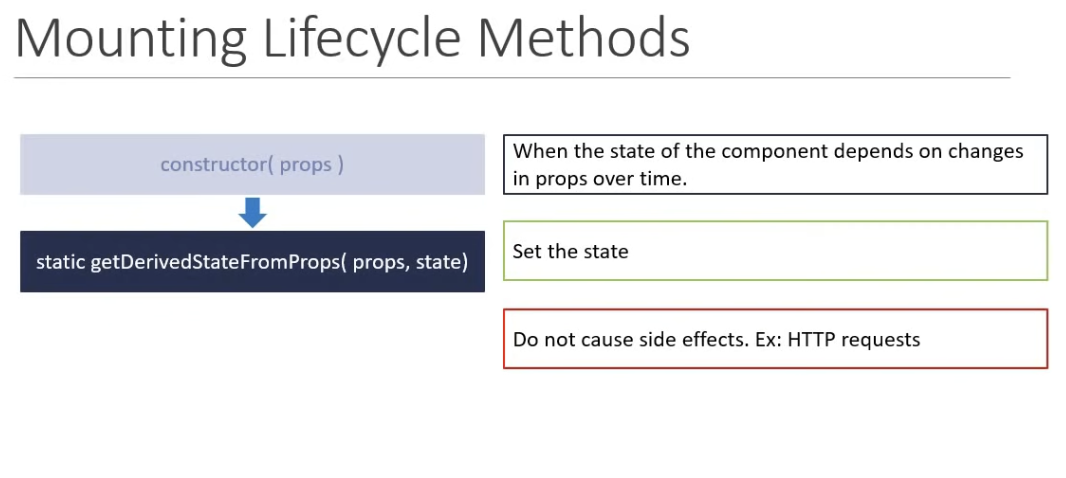 Mounting Lifecycle Methods
constructor( props )
When the state of the component depends on changes
in props over time.
static getDerivedStateFromProps( props, state)
Set the state
Do not cause side effects. Ex: HTTP requests